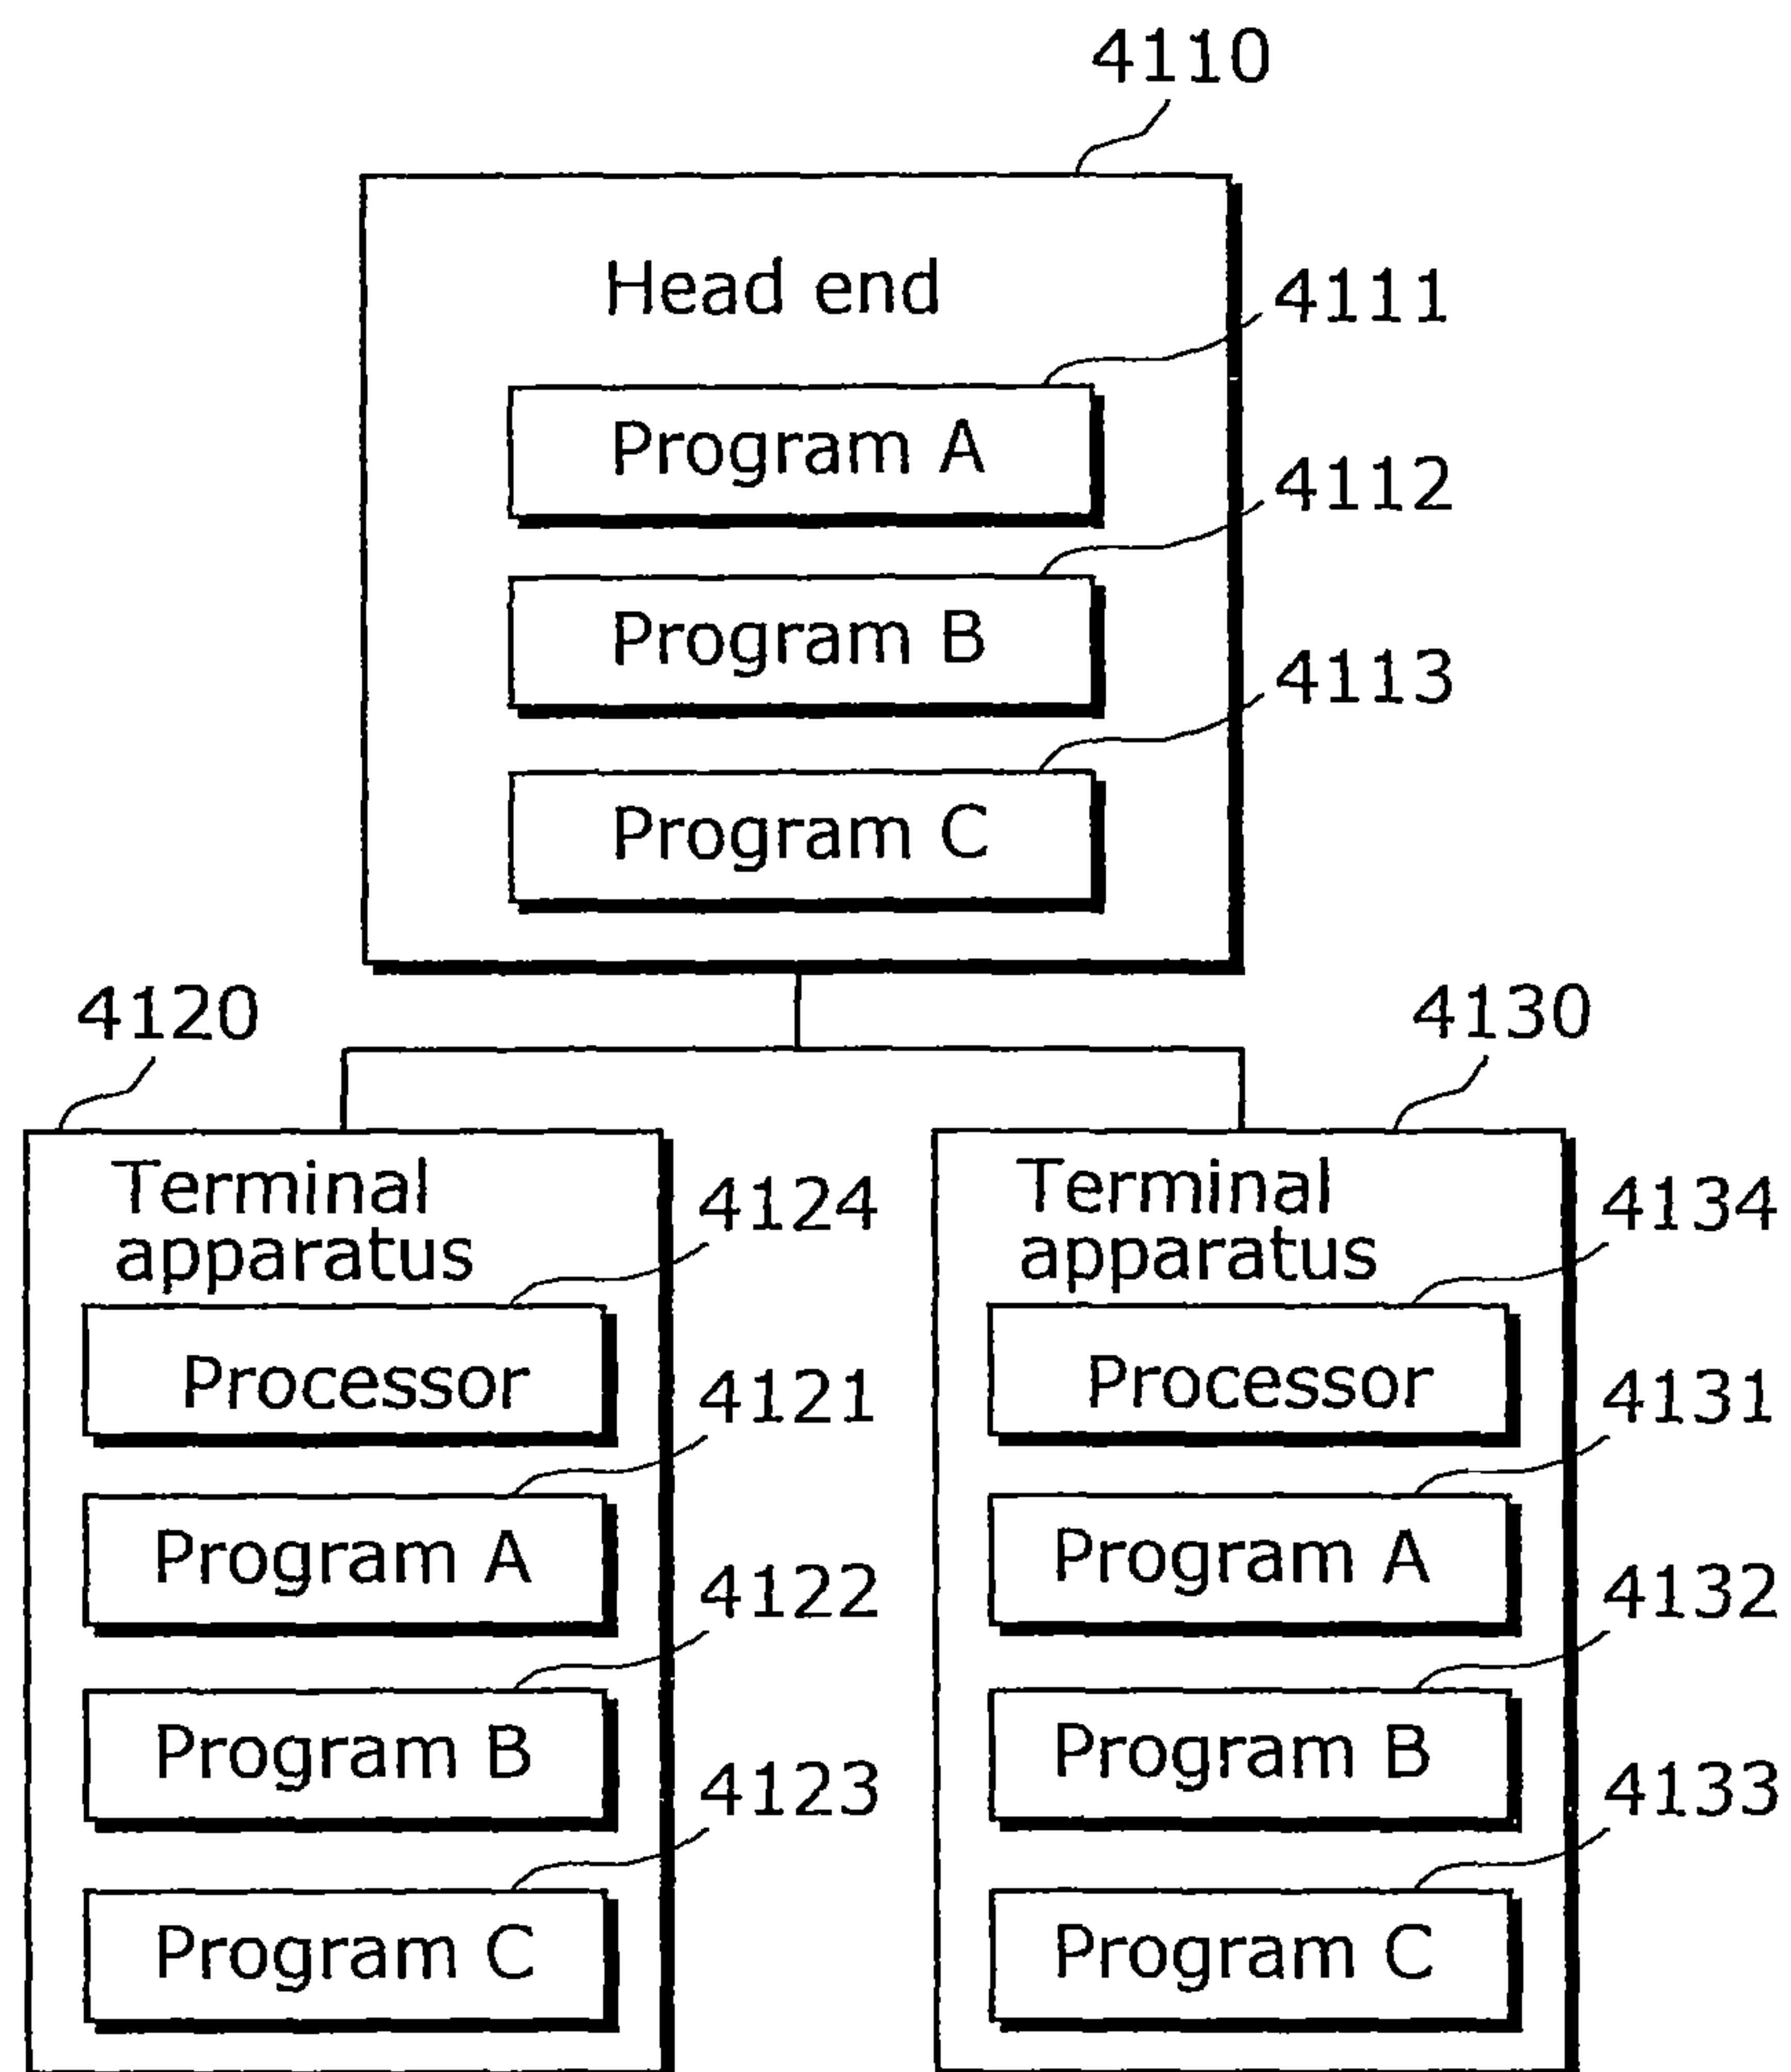 4110
Head end
4111
Program A
4112
Program B
4113
Program C
4120
4130
Terminal
apparatus
4124
Processor
4121
Program A
4122
Program B
4123
Program C
Terminal
apparatus
4134
Processor
4131
Program A
4132
Program B
4133
Program C